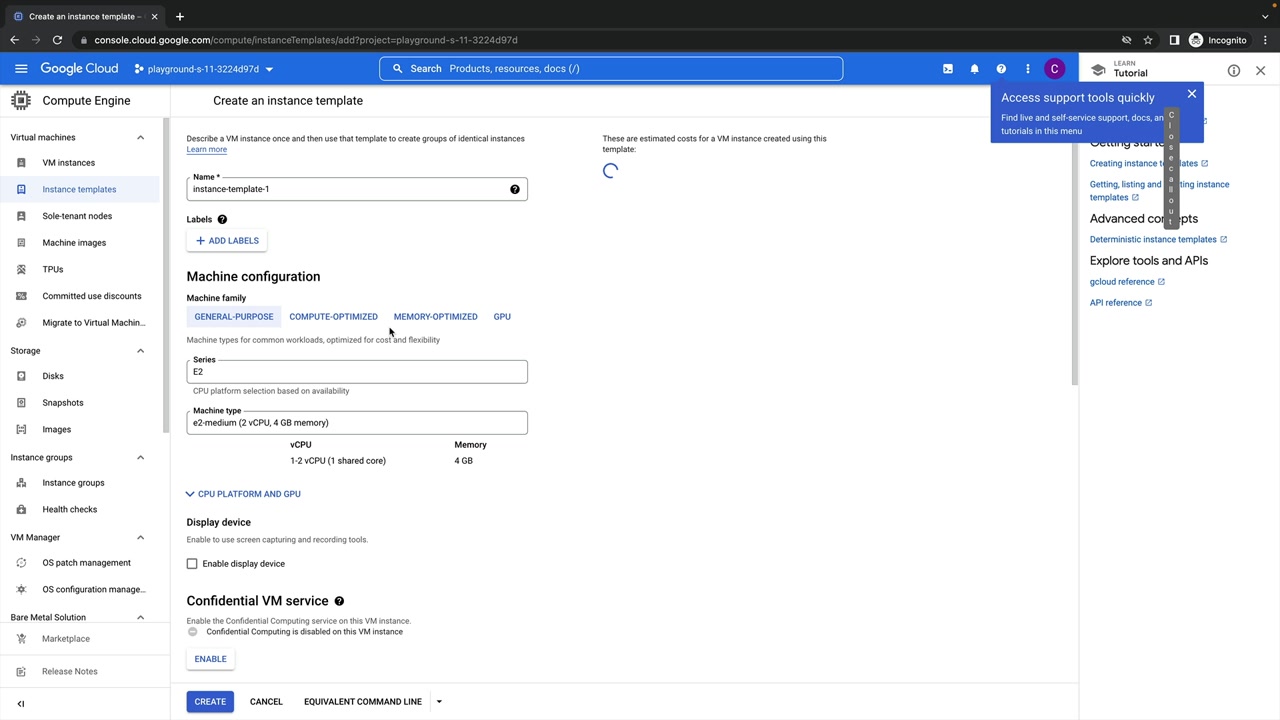 Create an instance template –
console.cloud.google.com/compute/instanceTemplates/add?project=playground-s-11-3224d97d
Incognito
Google Cloud
playground-s-11-3224d97d
Search Products, resources, docs (/)
C
LEARN
Tutorial
Compute Engine
Virtual machines
VM instances
Instance templates
Sole-tenant nodes
Machine images
TPUs
Committed use discounts
Migrate to Virtual Machin...
Storage
Disks
Snapshots
Images
Instance groups
Instance groups
Health checks
VM Manager
OS patch management
OS configuration manage...
Bare Metal Solution
Marketplace
Release Notes
Create an instance template
Describe a VM instance once and then use that template to create groups of identical instances
Learn more
Name *
instance-template-1
Labels
ADD LABELS
Machine configuration
Machine family
GENERAL-PURPOSE COMPUTE-OPTIMIZED MEMORY-OPTIMIZED GPU
Machine types for common workloads, optimized for cost and flexibility
Series
E2
CPU platform selection based on availability
Machine type
e2-medium (2 vCPU, 4 GB memory)
vCPU Memory
1-2 vCPU (1 shared core) 4 GB
CPU PLATFORM AND GPU
Display device
Enable to use screen capturing and recording tools.
Enable display device
Confidential VM service
Enable the Confidential Computing service on this VM instance.
Confidential Computing is disabled on this VM instance
ENABLE
CREATE CANCEL EQUIVALENT COMMAND LINE
These are estimated costs for a VM instance created using this
template:
Access support tools quickly
Find live and self-service support, docs, an
tutorials in this menu
Close callout
Getting star
Creating instance te lates
Getting, listing and ting instance
templates
Advanced con epts
Deterministic instance templates
Explore tools and APIs
gcloud reference
API reference